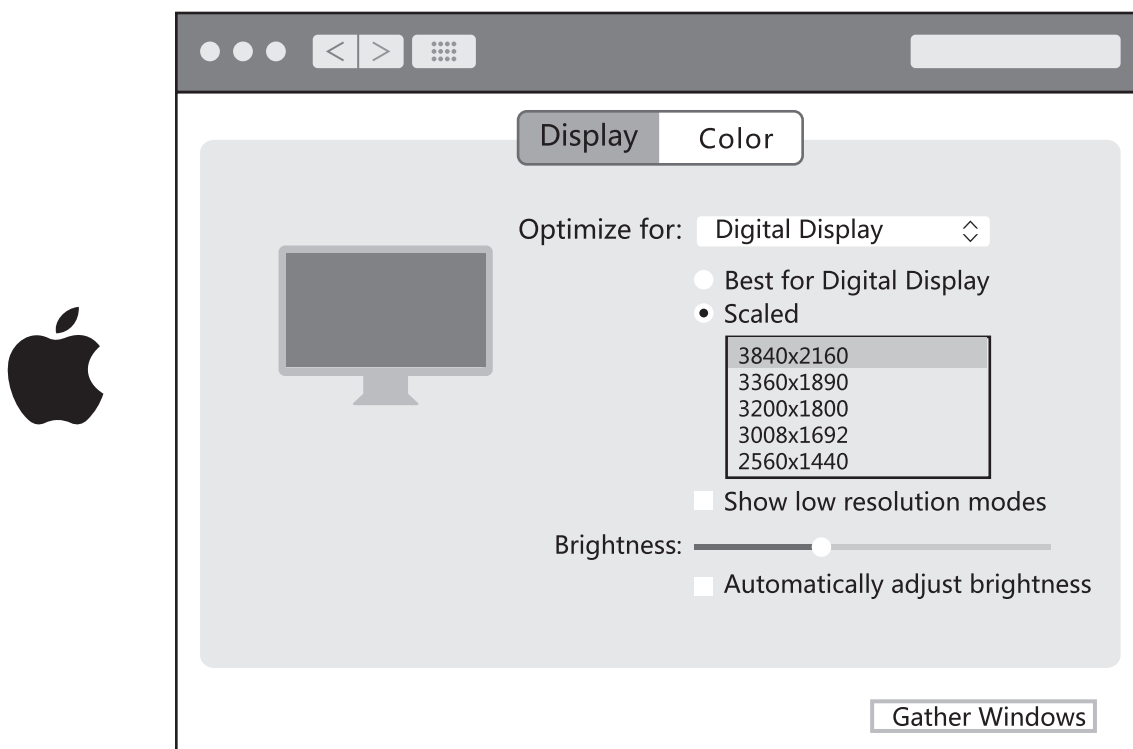 Display Color
Optimize for: Digital Display
Best for Digital Display
Scaled
3840x2160
3360x1890
3200x1800
3008x1692
2560x1440
Show low resolution modes
Brightness:
Automatically adjust brightness
Gather Windows